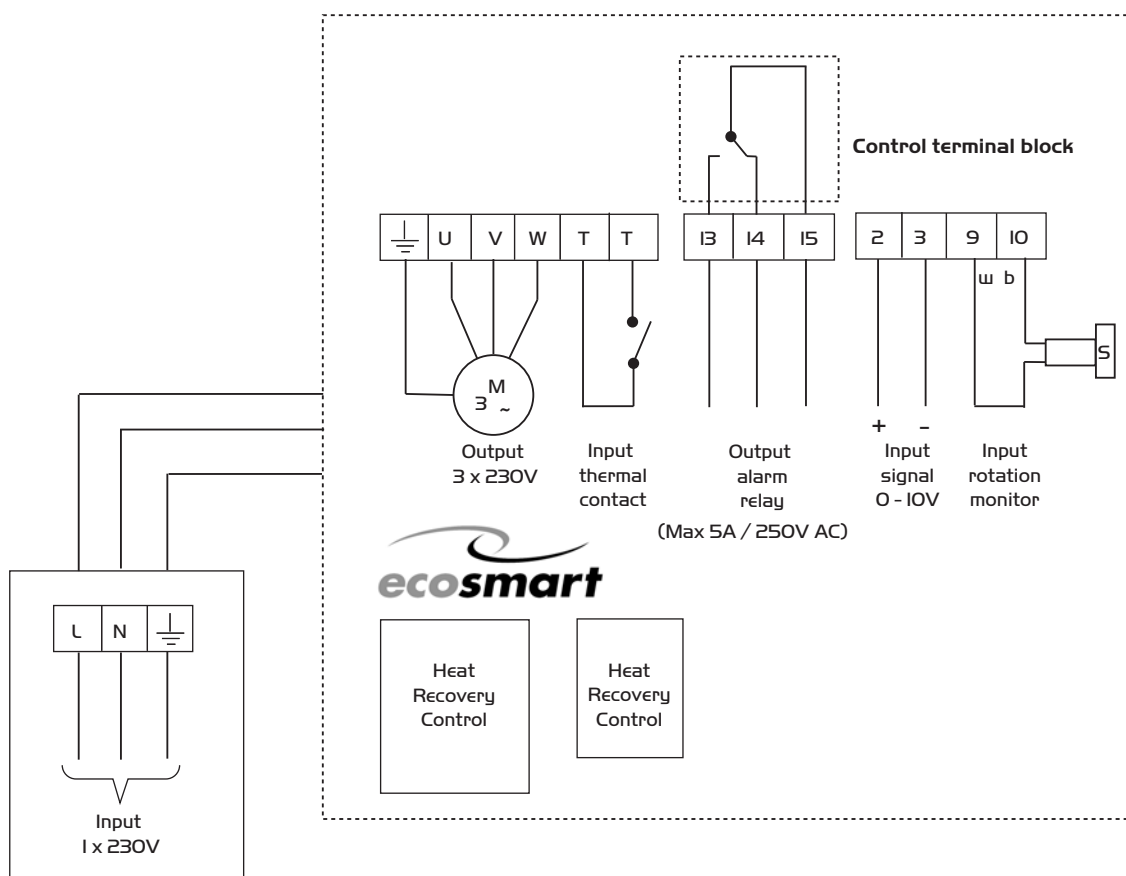 Control terminal block
U V W T T
13 14 15
2 3 9 10
w b
S
M
3 ~
+ -
Output
3 x 230V
Input
thermal
contact
Output
alarm
relay
(Max 5A / 250V AC)
Input
signal
0 - 10V
Input
rotation
monitor
ecosmart
L N
Heat
Recovery
Control
Heat
Recovery
Control
Input
1 x 230V